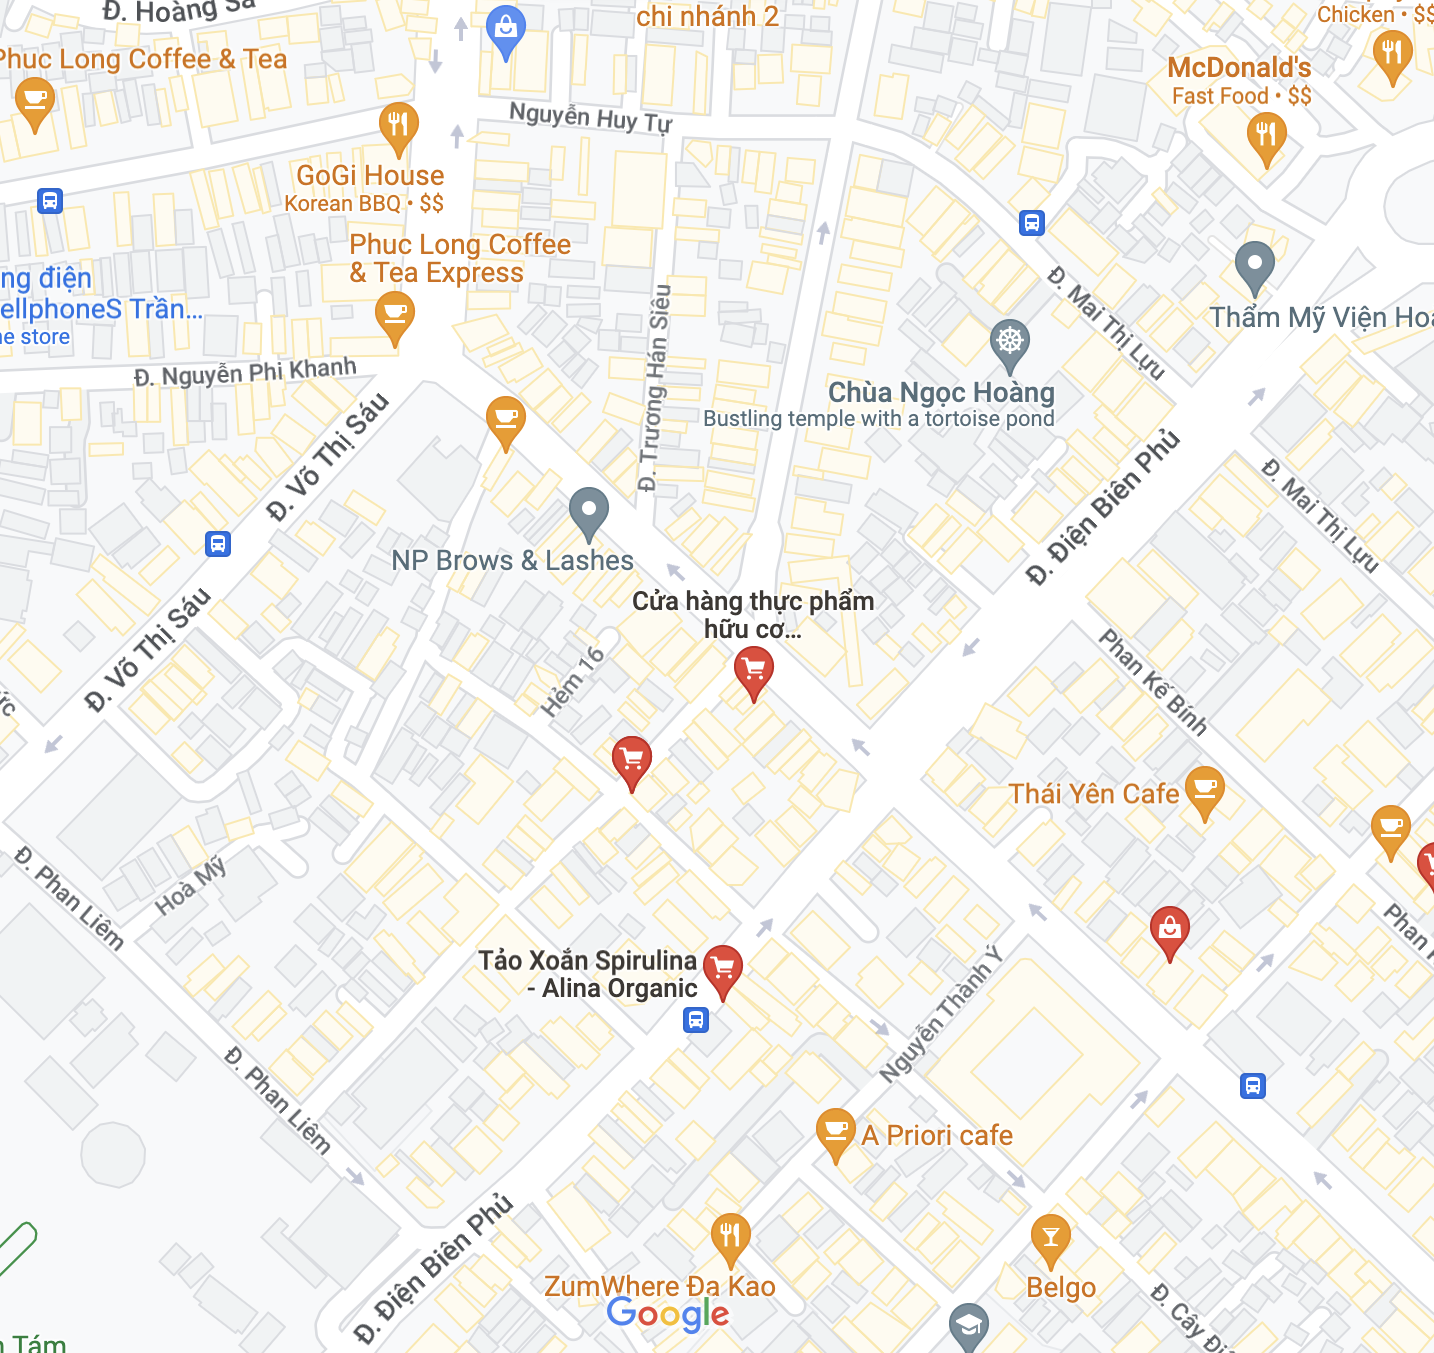 Đ. Hoàng Sa
chi nhánh 2
Chicken • $$
Phuc Long Coffee & Tea
McDonald's
Fast Food • $$
Nguyễn Huy Tự
GoGi House
Korean BBQ • $$
Phuc Long Coffee
& Tea Express
ng điện
ellphoneS Trần...
ne store
Đ. Mai Thị Lựu
Thẩm Mỹ Viện Hoà
Đ. Trương Hán Siêu
Đ. Nguyễn Phi Khanh
Chùa Ngọc Hoàng
Bustling temple with a tortoise pond
Đ. Võ Thị Sáu
Đ. Điện Biên Phủ
Đ. Mai Thị Lựu
NP Brows & Lashes
Cửa hàng thực phẩm
hữu cơ...
Đ. Võ Thị Sáu
Hẻm 16
Phan Kế Bính
ức
Thái Yên Cafe
Đ. Phan Liêm
Hoà Mỹ
Phan K
Tảo Xoắn Spirulina
- Alina Organic
Nguyễn Thành Ý
Đ. Phan Liêm
A Priori cafe
Đ. Điện Biên Phủ
ZumWhere Đa Kao
Belgo
Google
Đ. Cây Điệ
n Tám